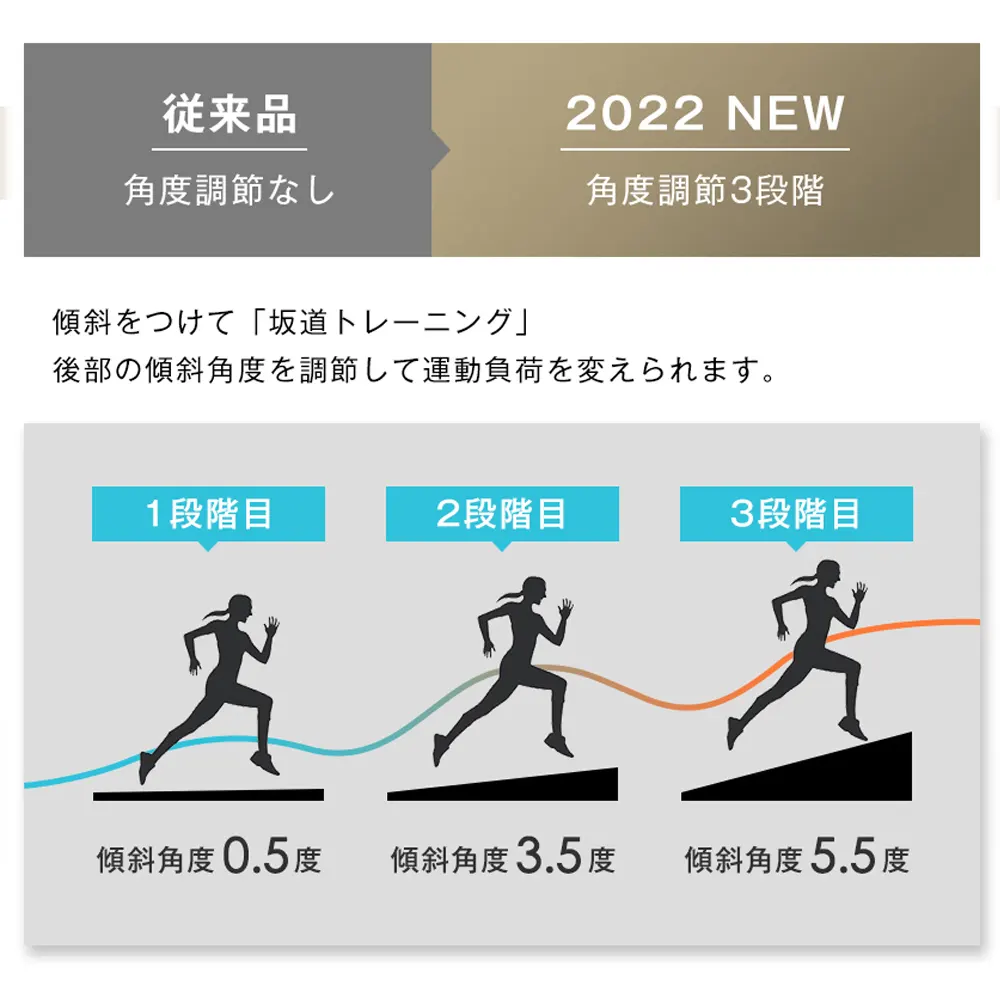 従来品
角度調節なし
2022 NEW
角度調節3段階
傾斜をつけて「坂道トレーニング」
後部の傾斜角度を調節して運動負荷を変えられます。
1段階目
2段階目
3段階目
傾斜角度0.5度
傾斜角度3.5度
傾斜角度5.5度